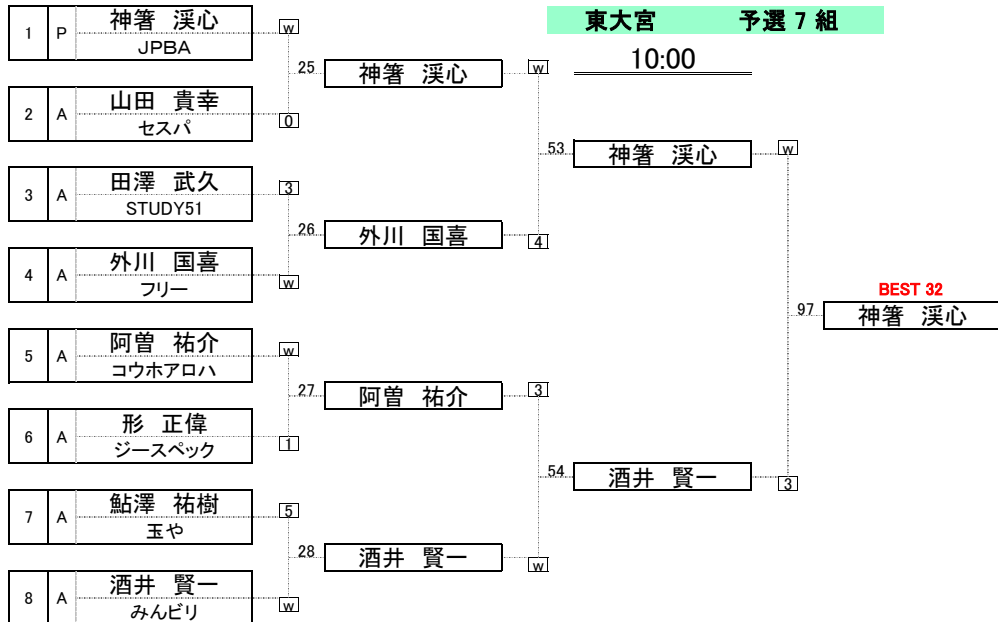 東大宮 予選 7 組
10:00
1 P 神箸 渓心
JPBA
W
25
神箸 渓心
W
2 A 山田 貴幸
セスパ
0
53
神箸 渓心
W
3 A 田澤 武久
STUDY51
3
26
外川 国喜
4
4 A 外川 国喜
フリー
W
97
BEST 32
神箸 渓心
5 A 阿曽 祐介
コウホアロハ
W
27
阿曽 祐介
3
6 A 形 正偉
ジースペック
1
54
酒井 賢一
3
7 A 鮎澤 祐樹
玉や
5
28
酒井 賢一
W
8 A 酒井 賢一
みんビリ
W